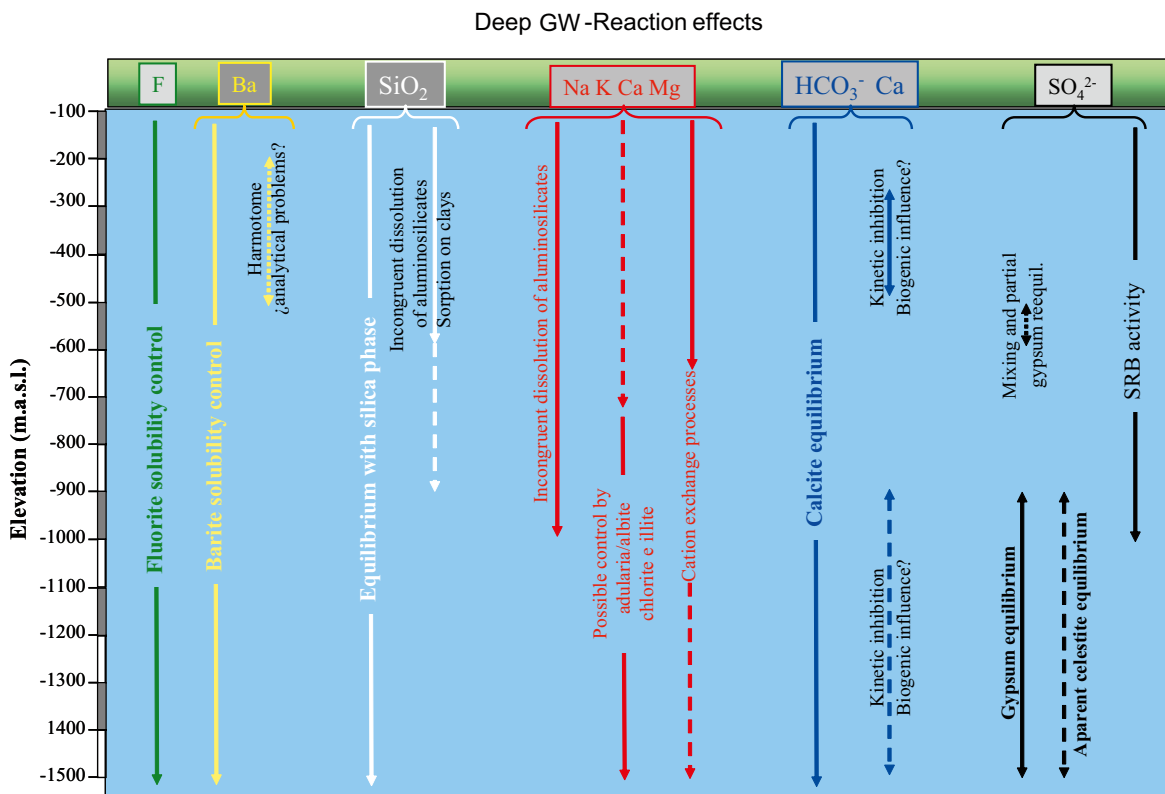 Deep GW -Reaction effects
F
Ba
SiO₂
Na K Ca Mg
HCO₃⁻ Ca
SO₄²⁻
Elevation (m.a.s.l.)
-100
-200
-300
-400
-500
-600
-700
-800
-900
-1000
-1100
-1200
-1300
1400
-1500
Fluorite solubility control
Barite solubility control
Harmotome
¿analytical problems?
Equilibrium with silica phase
Incongruent dissolution
of aluminosilicates
Sorption on clays
Incongruent dissolution of aluminosilicates
Possible control by
adularia/albite
chlorite e illite
Cation exchange processes
Calcite equilibrium
Kinetic inhibition
Biogenic influence?
Kinetic inhibition
Biogenic influence?
Mixing and partial
gypsum reequil.
Gypsum equilibrium
Aparent celestite equilibrium
SRB activity